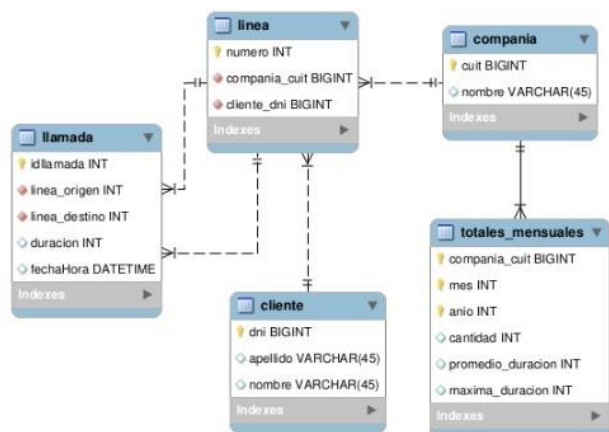 linea
numero INT
compania_cuit BIGINT
cliente_dni BIGINT
Indexes
compania
cuit BIGINT
nombre VARCHAR(45)
Indexes
llamada
idllamada INT
linea_origen INT
linea_destino INT
duracion INT
fechaHora DATETIME
Indexes
cliente
dni BIGINT
apellido VARCHAR(45)
nombre VARCHAR(45)
Indexes
totales_mensuales
compania_cuit BIGINT
mes INT
anio INT
cantidad INT
promedio_duracion INT
maxima_duracion INT
Indexes